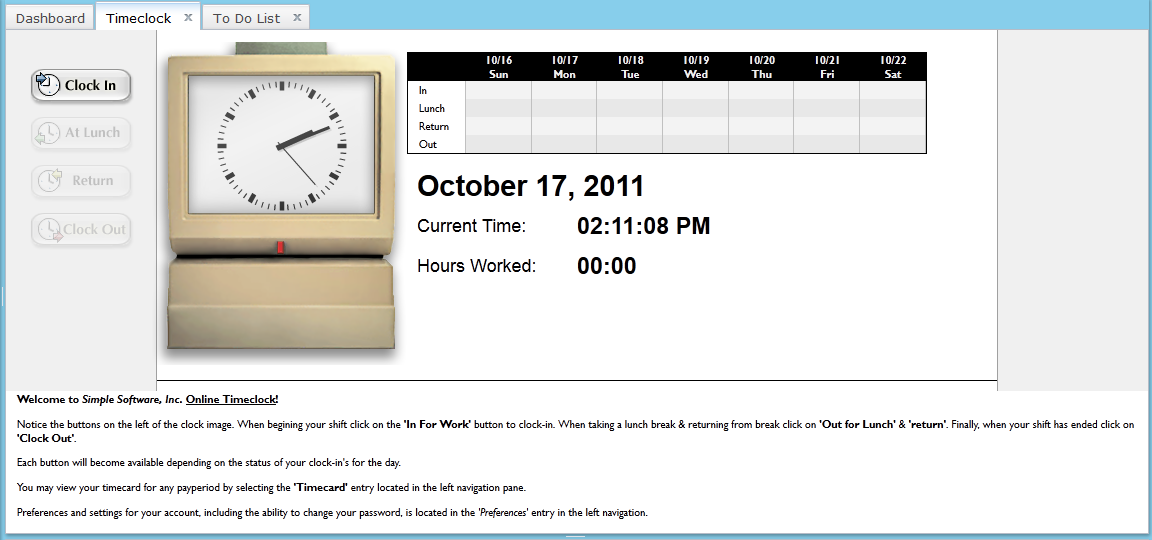 Dashboard Timeclock x To Do List x
Clock In
At Lunch
Return
Clock Out
10/16 10/17 10/18 10/19 10/20 10/21 10/22
Sun Mon Tue Wed Thu Fri Sat
In
Lunch
Return
Out
October 17, 2011
Current Time: 02:11:08 PM
Hours Worked: 00:00
Welcome to Simple Software, Inc. Online Timeclock!
Notice the buttons on the left of the clock image. When begining your shift click on the 'In For Work' button to clock-in. When taking a lunch break & returning from break click on 'Out for Lunch' & 'return'. Finally, when your shift has ended click on
'Clock Out'.
Each button will become available depending on the status of your clock-in's for the day.
You may view your timecard for any payperiod by selecting the 'Timecard' entry located in the left navigation pane.
Preferences and settings for your account, including the ability to change your password, is located in the 'Preferences' entry in the left navigation.